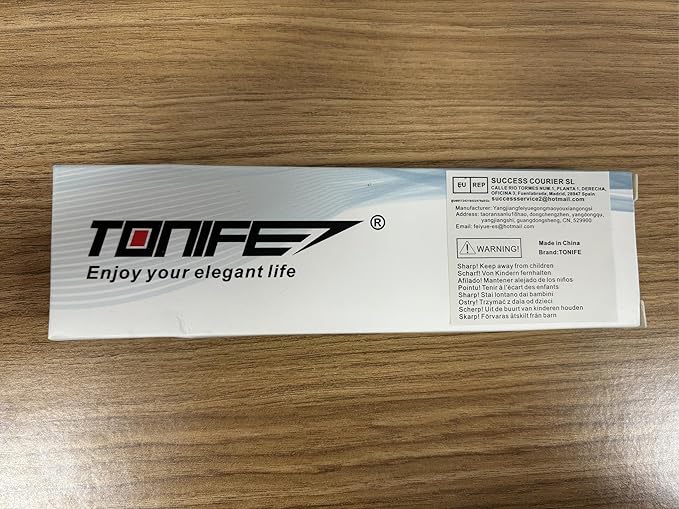 TONIFE
®
Enjoy your elegant life
EU REP
SUCCESS COURIER SL
CALLE RIO TORMES NUM.1, PLANTA 1, DERECHA,
OFICINA 3, Fuenlabrada, Madrid, 28947 Spain
successservice2@hotmail.com
Manufacturer: Yangjiangfeiyuegongmaoyouxiangongsi
Address: taoransanlu18hao, dongchengzhen, yangdongqu,
yangjiangshi, guangdongsheng, CN, 529900
Email: feiyue-es@hotmail.com
WARNING!
Made in China
Brand:TONIFE
Sharp! Keep away from children
Scharf! Von Kindern fernhalten
Afilado! Mantener alejado de los niños
Pointu! Tenir à l'écart des enfants
Sharp! Stai lontano dai bambini
Ostry! Trzymać z dala od dzieci
Scherp! Uit de buurt van kinderen houden
Skarp! Förvaras åtskilt från barn